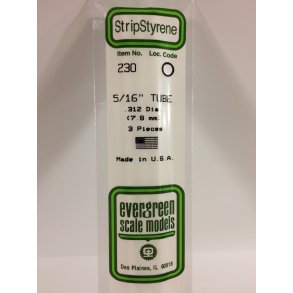 StripStyrene
Item No. Loc. Code
230 O
5/16" TUBE
.312 Dia.
(7.9 mm)
3 Pieces
Made in U.S.A.
evergreen
scale models
Des Plaines, IL 60018